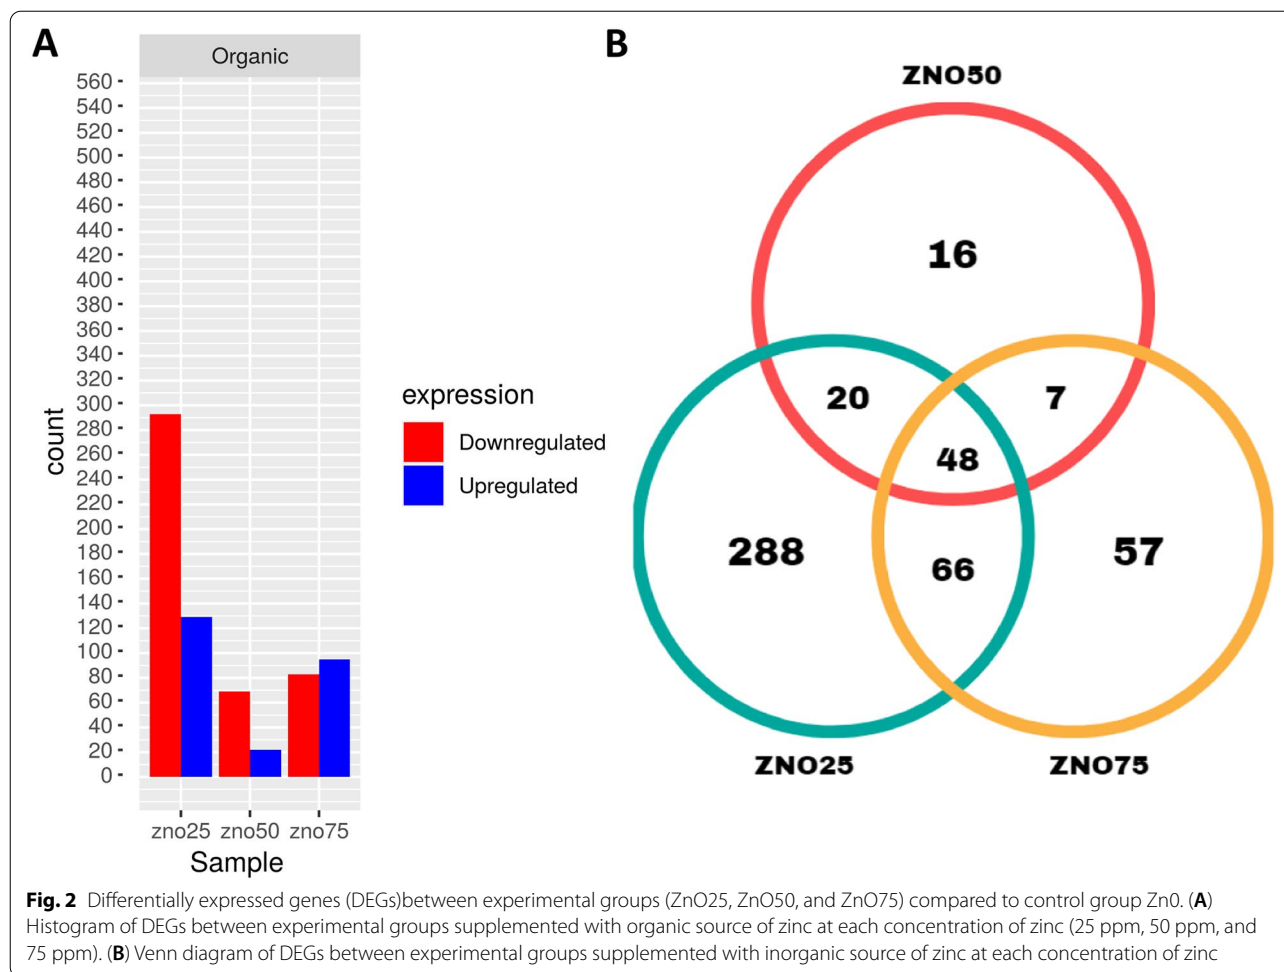 A
Organic
560
540
520
500
480
460
440
420
400
380
360
340
320
300
280
260
240
220
200
180
160
140
120
100
80
60
40
20
0
count
zno25 zno50 zno75
Sample
expression
Downregulated
Upregulated
B
ZNO50
16
20
7
48
288
66
57
ZNO25
ZNO75
Fig. 2 Differentially expressed genes (DEGs)between experimental groups (ZnO25, ZnO50, and ZnO75) compared to control group Zn0. (A)
Histogram of DEGs between experimental groups supplemented with organic source of zinc at each concentration of zinc (25 ppm, 50 ppm, and
75 ppm). (B) Venn diagram of DEGs between experimental groups supplemented with inorganic source of zinc at each concentration of zinc